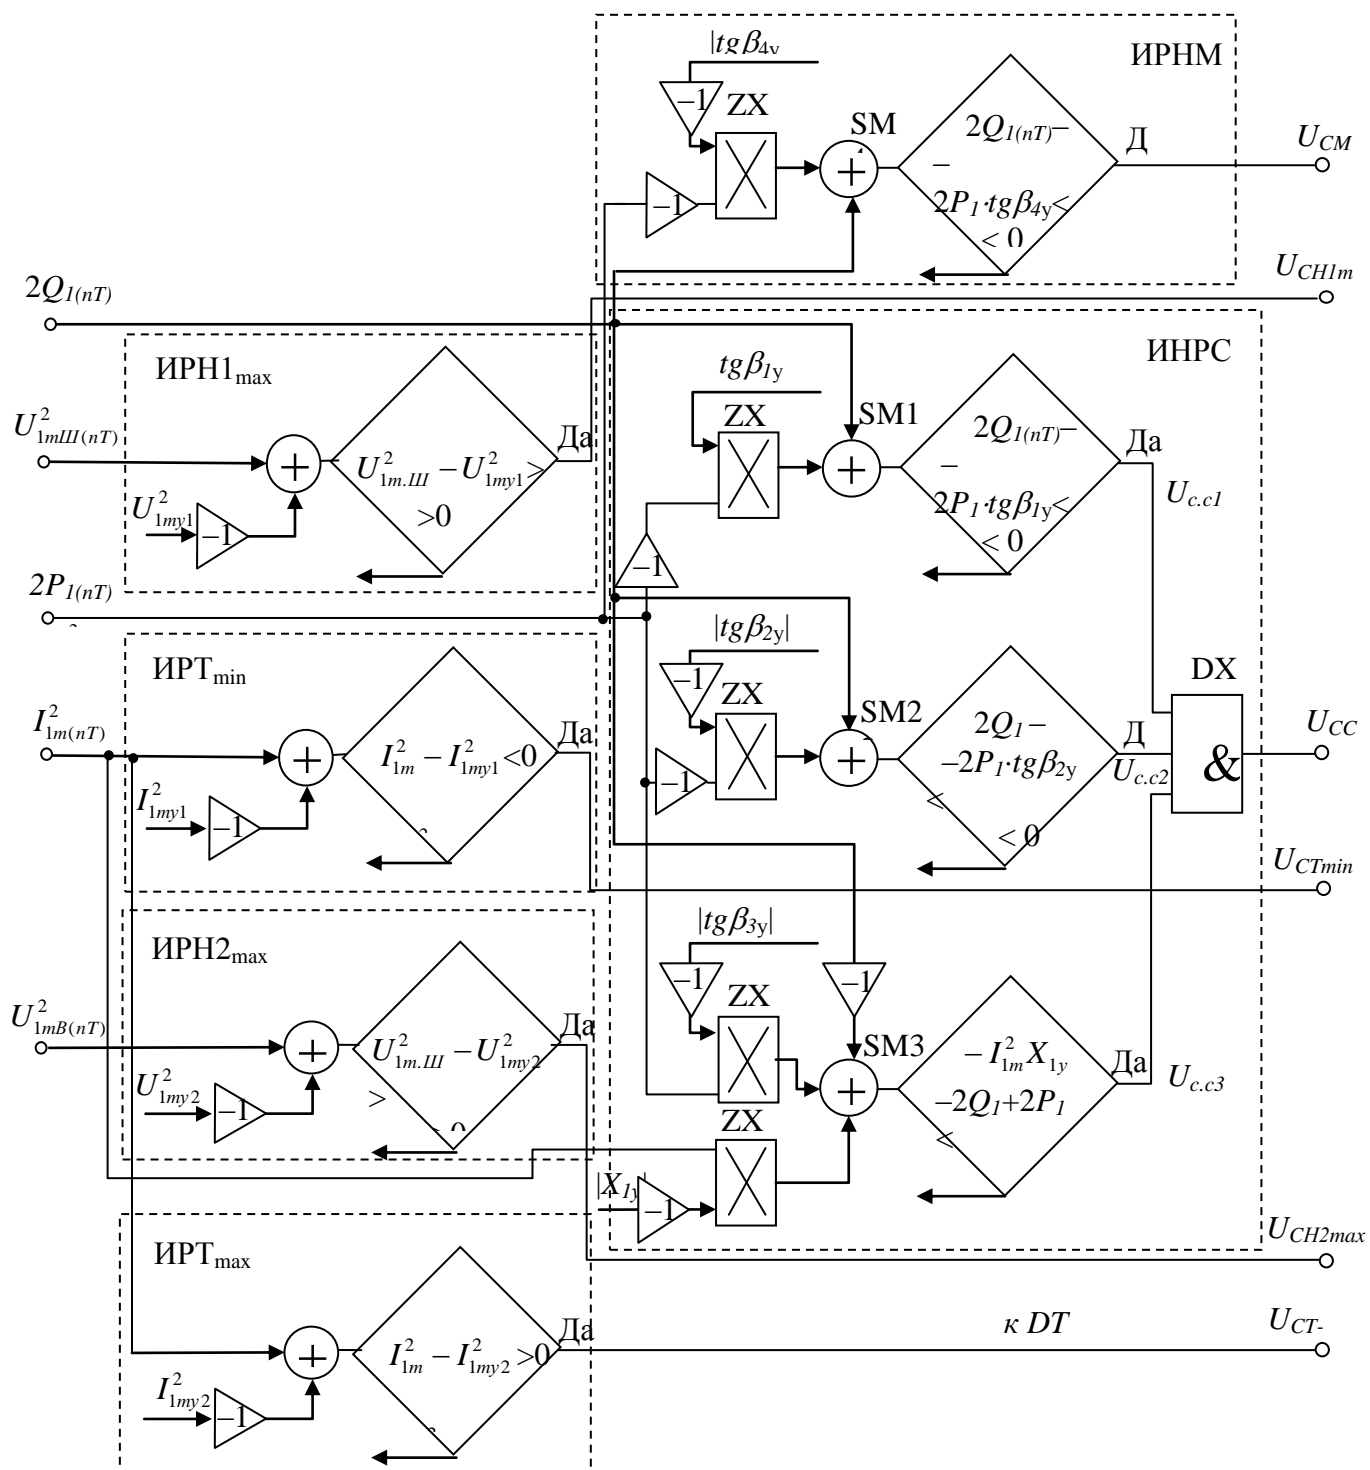 |tgβ4y
ИРНМ
–1
ZX
SM
+
2Q1(nT)–
–
2P1·tgβ4y<
< 0
Д
UCM
–1
UCH1m
2Q1(nT)
ИРН1max
U²1mШ(nT)
+
U²1m.Ш – U²1my1>
>0
Да
U²1my1
–1
ИНРС
tgβ1y
ZX
SM1
+
2Q1(nT)–
–
2P1·tgβ1y<
< 0
Да
Uc.c1
–1
2P1(nT)
ИРТmin
I²1m(nT)
+
I²1m – I²1my1<0
Да
I²1my1
–1
|tgβ2y|
–1
ZX
SM2
+
2Q1–
–2P1·tgβ2y
<
< 0
Д
Uc.c2
–1
DX
&
UCC
UCTmin
ИРН2max
U²1mВ(nT)
+
U²1m.Ш – U²1my2
>
Да
U²1my2
–1
|tgβ3y|
–1
–1
ZX
SM3
+
– I²1mX1y
–2Q1+2P1
<
Да
Uc.c3
ZX
|X1y|
–1
UCH2max
ИРТmax
+
I²1m – I²1my2>0
Да
I²1my2
–1
к DT
UCT-